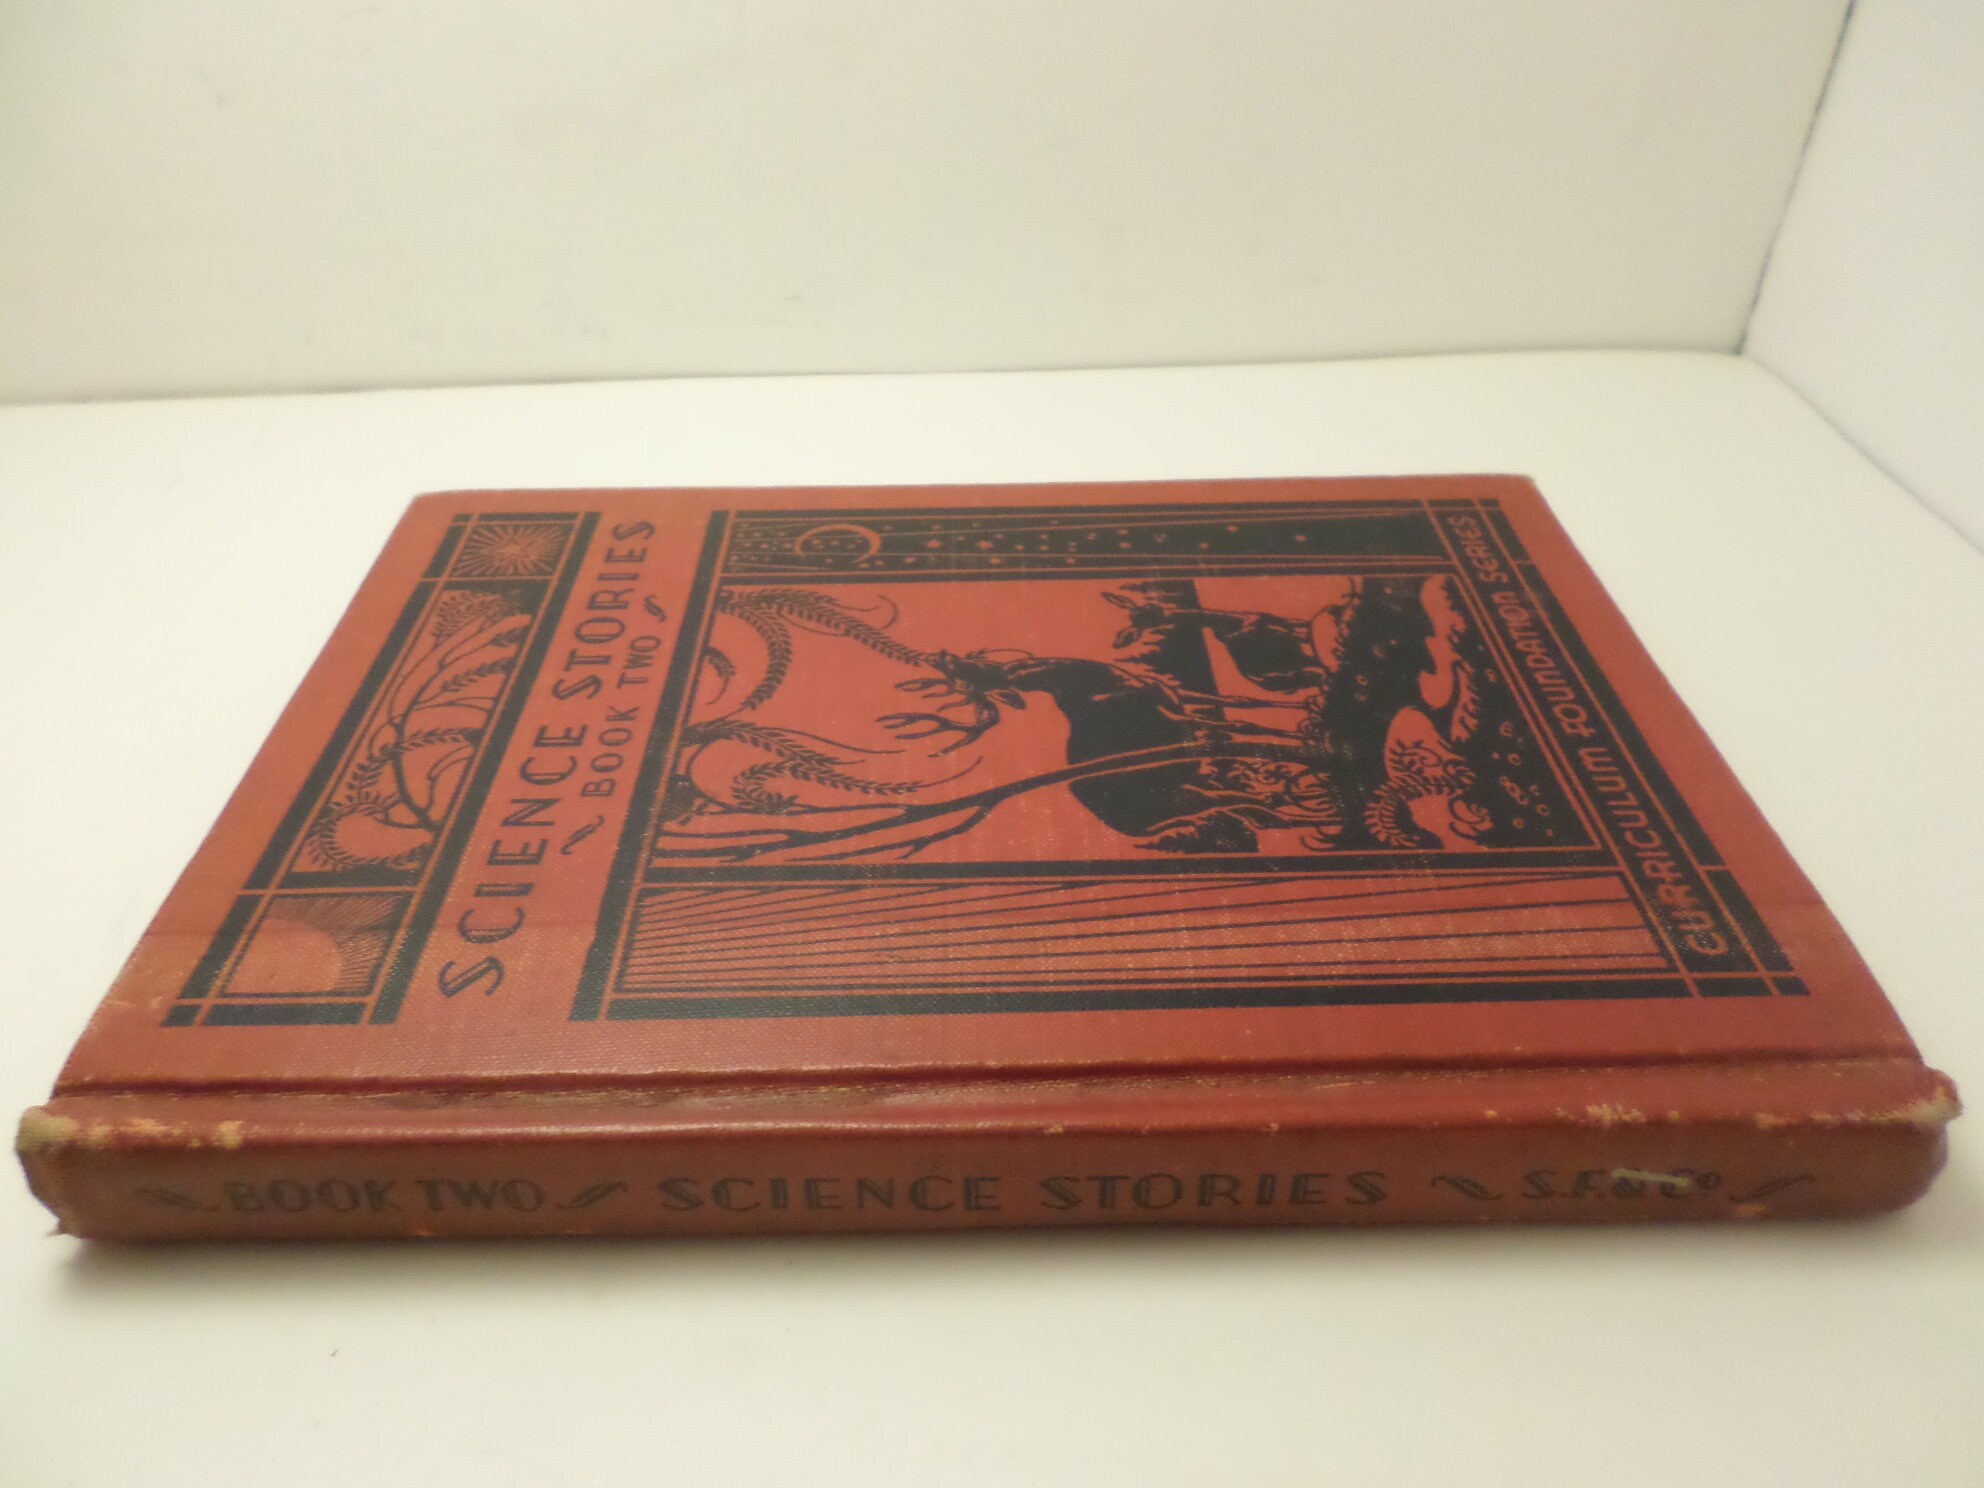 SCIENCE STORIES
BOOK TWO
CURRICULUM FOUNDATION SERIES
BOOK TWO SCIENCE STORIES S.F. & Co